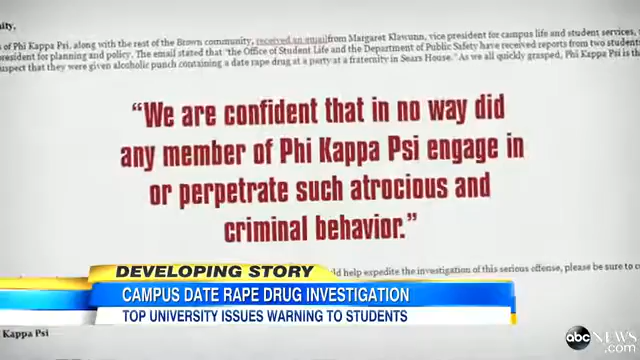 ity,
of Phi Kappa Psi, along with the rest of the Brown community, received an email from Margaret Klawunn, vice president for campus life and student services,
president for planning and policy. The email stated that "the Office of Student Life and the Department of Public Safety have received reports from two students
spect that they were given alcoholic punch containing a date rape drug at a party at a fraternity in Sears House." As we all quickly grasped, Phi Kappa Psi is th
“We are confident that in no way did
any member of Phi Kappa Psi engage in
or perpetrate such atrocious and
criminal behavior.”
ld help expedite the investigation of this serious offense, please be sure to c
DEVELOPING STORY
CAMPUS DATE RAPE DRUG INVESTIGATION
TOP UNIVERSITY ISSUES WARNING TO STUDENTS
Kappa Psi
abc NEWS
.com